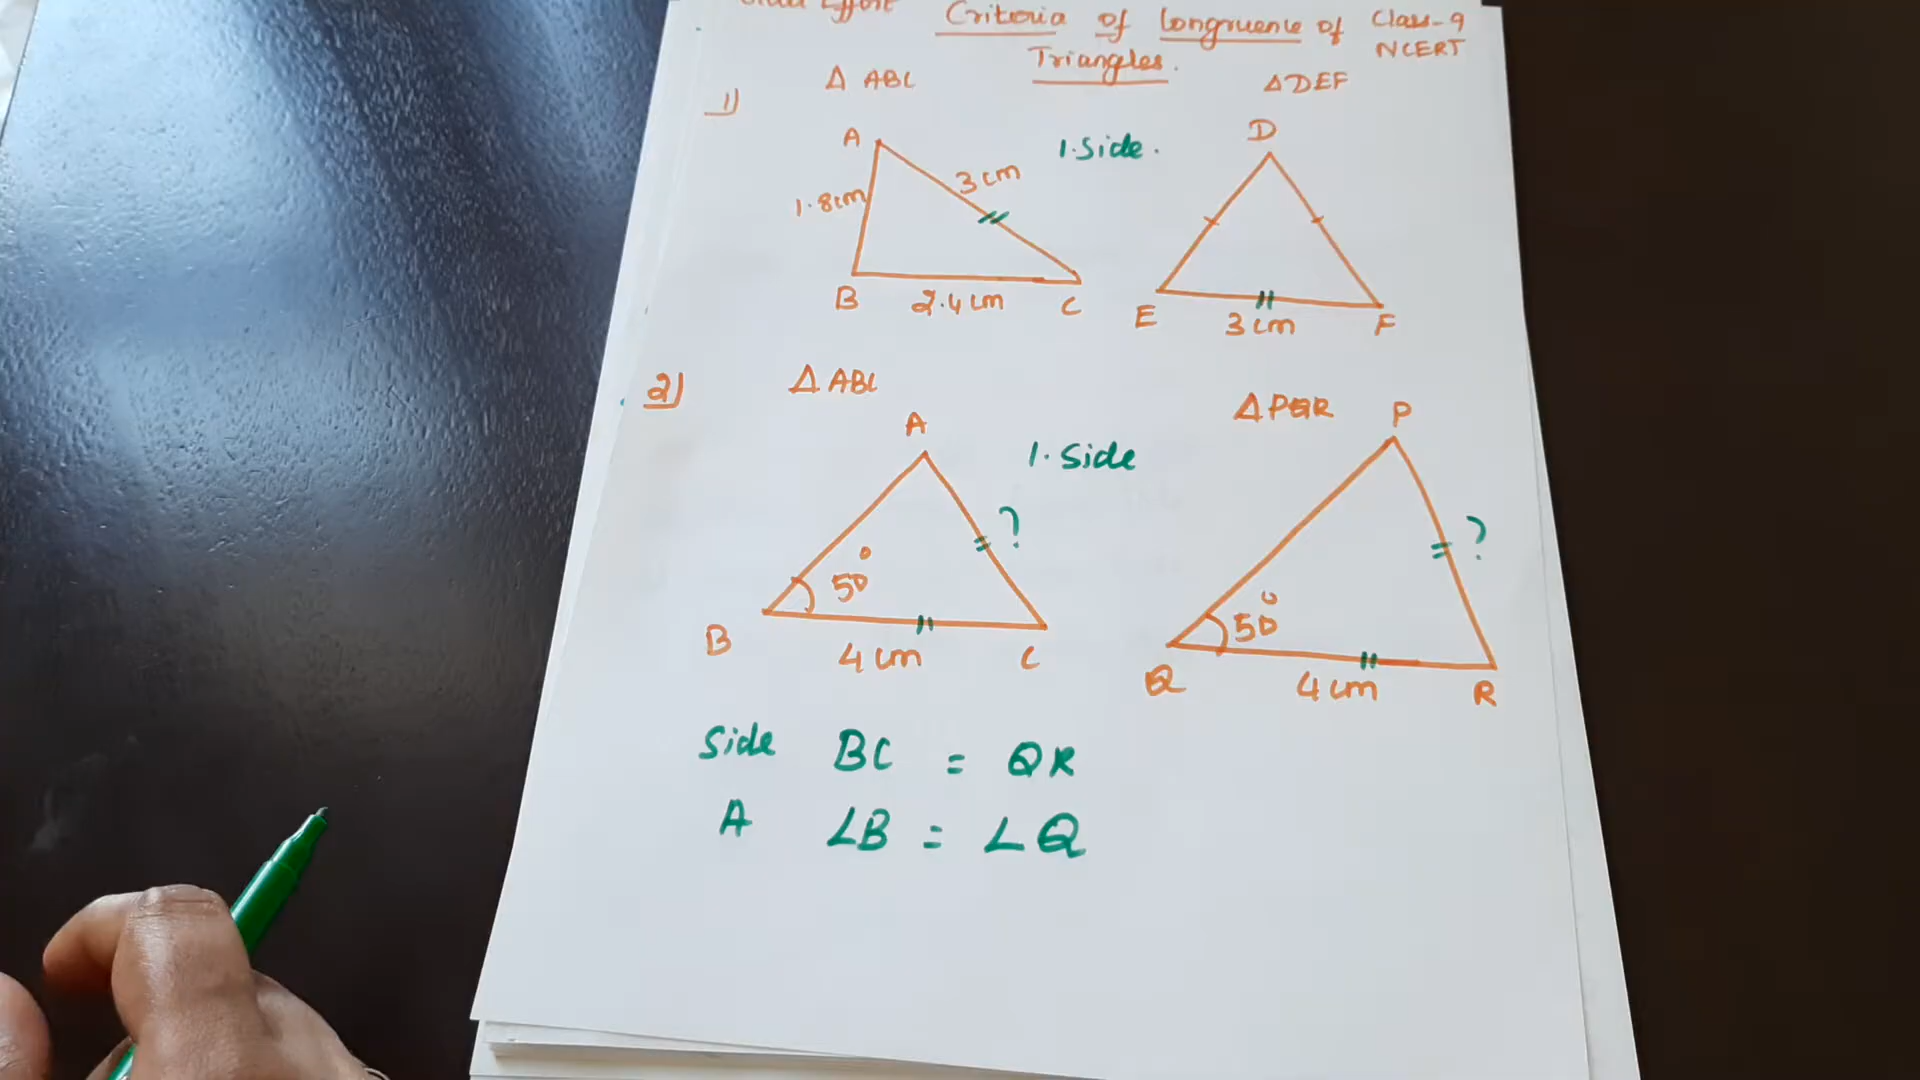 Effort Criteria of Congruence of Class-9
Triangles. NCERT
Δ ABC Δ DEF
1)
A 1. Side. D
3 cm
1.8cm
B 2.4 cm C E 3 cm F
2) Δ ABC Δ PQR P
A
1. Side
? ?
50° 50°
B 4 cm C Q 4 cm R
Side BC = QR
A ∠B = ∠Q